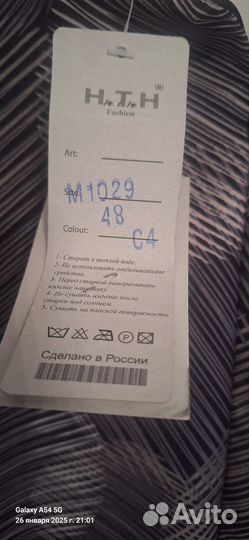 (R)
H.T.H
Fashion
Art:
M1029
Size:
48
Colour:
C4
1- Стирать в теплой воде.
2- Не использовать отбеливающие
средства.
3- Перед стиркой выворачивать
изделие наизнанку
4- Не сушить изделие после
стирки под солнцем.
5- Сушить на плоской поверхности.
P
Сделано в России
Galaxy A54 5G
26 января 2025 г. 21:01
Avito